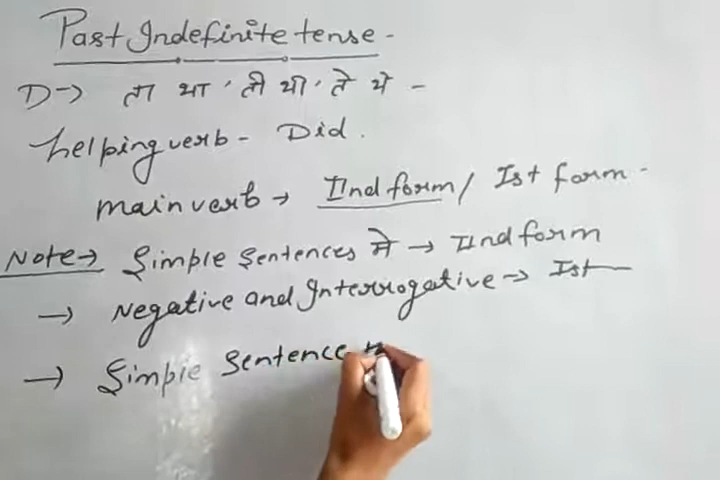 Past Indefinite tense -
D-> ता था, ती थी, ते थे -
helping verb - Did.
main verb → IInd form / Ist form -
Note→ Simple Sentences में → IInd form
→ Negative and Interrogative → Ist—
→ Simple Sentence